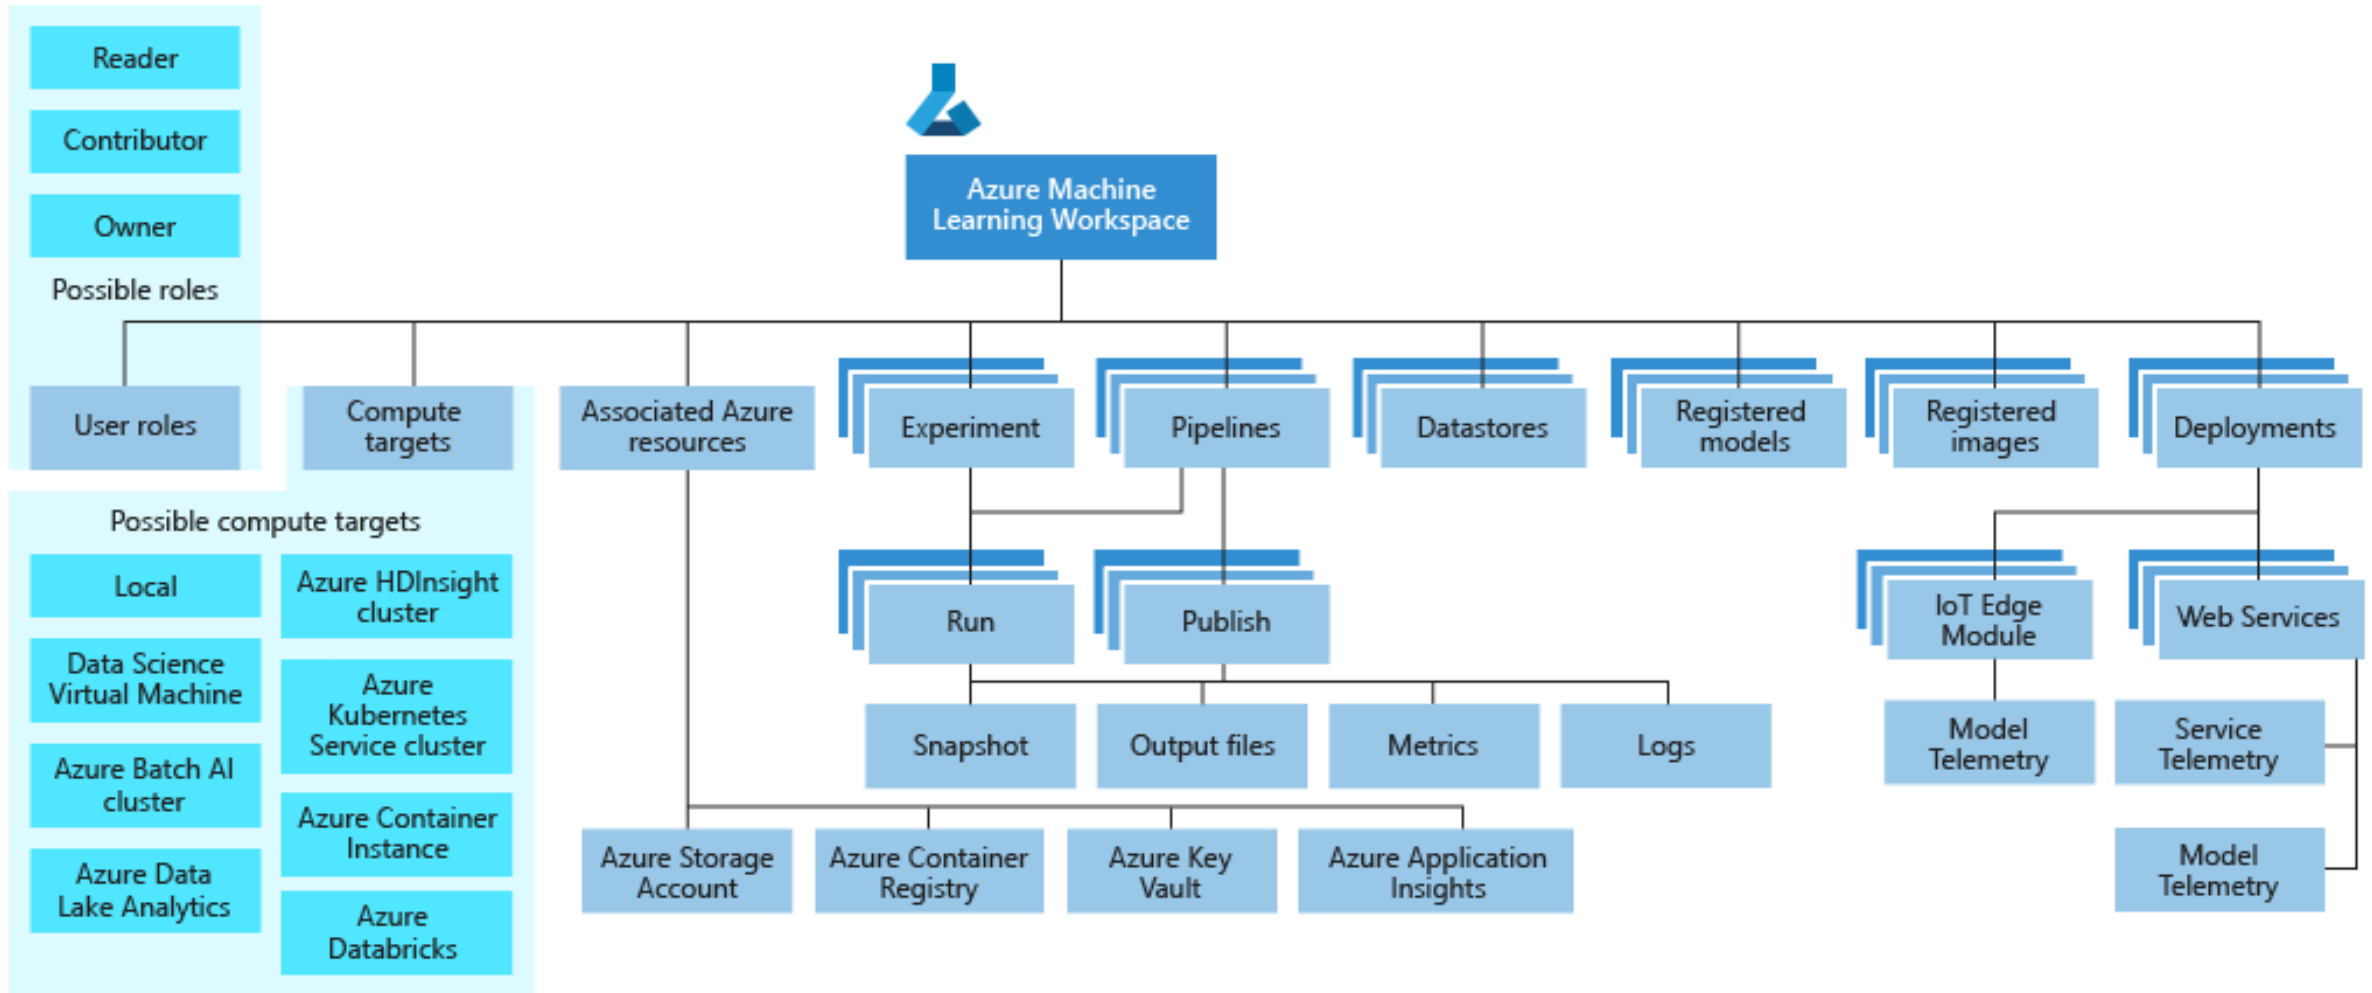 Reader
Contributor
Owner
Possible roles
Azure Machine
Learning Workspace
User roles
Compute
targets
Associated Azure
resources
Experiment
Pipelines
Datastores
Registered
models
Registered
images
Deployments
Possible compute targets
Local
Azure HDInsight
cluster
Data Science
Virtual Machine
Azure
Kubernetes
Service cluster
Azure Batch AI
cluster
Azure Container
Instance
Azure Data
Lake Analytics
Azure
Databricks
Run
Publish
IoT Edge
Module
Web Services
Snapshot
Output files
Metrics
Logs
Model
Telemetry
Service
Telemetry
Azure Storage
Account
Azure Container
Registry
Azure Key
Vault
Azure Application
Insights
Model
Telemetry